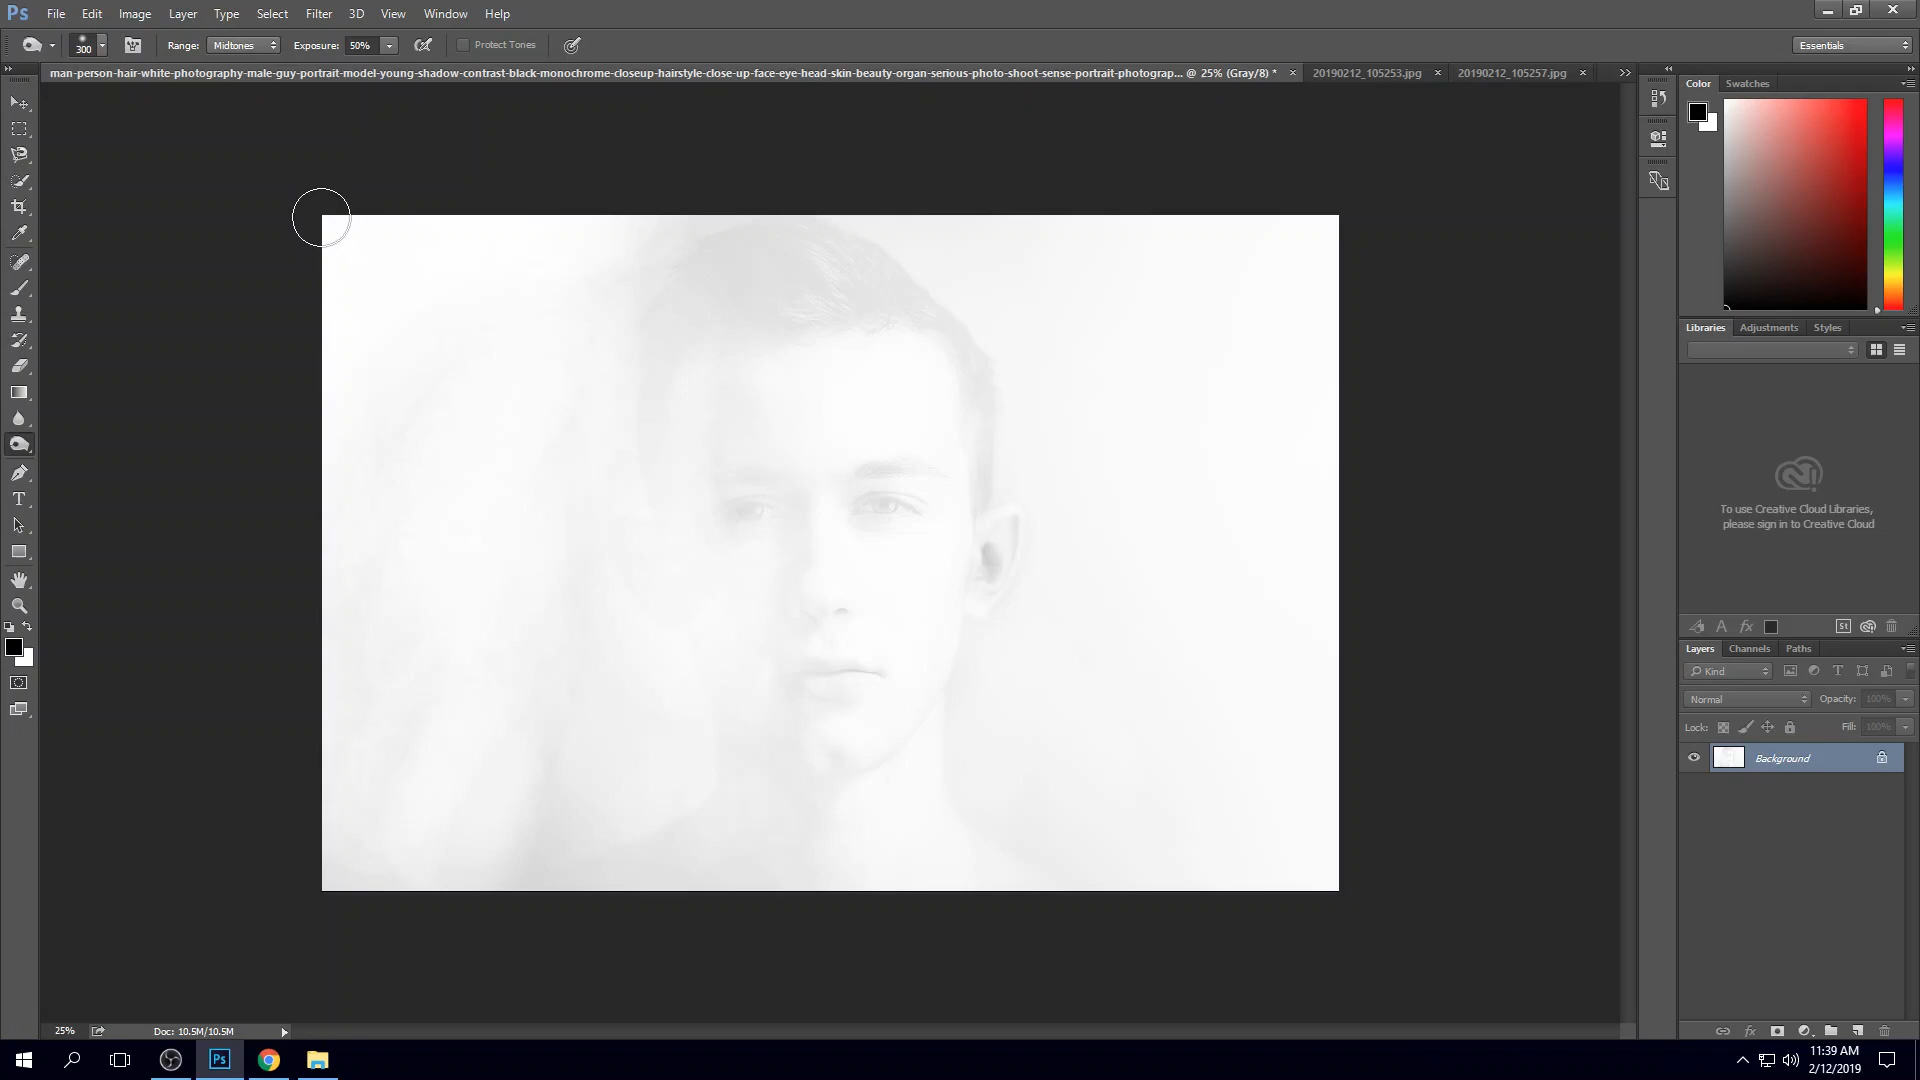 Ps File Edit Image Layer Type Select Filter 3D View Window Help
300 Range: Midtones Exposure: 50% Protect Tones Essentials
man-person-hair-white-photography-male-guy-portrait-model-young-shadow-contrast-black-monochrome-closeup-hairstyle-close-up-face-eye-head-skin-beauty-organ-serious-photo-shoot-sense-portrait-photograp... @ 25% (Gray/8) * 20190212_105253.jpg 20190212_105257.jpg
Color Swatches
Libraries Adjustments Styles
To use Creative Cloud Libraries,
please sign in to Creative Cloud
T
A fx St
Layers Channels Paths
Kind T
Normal Opacity: 100%
Lock: Fill: 100%
Background
25% Doc: 10.5M/10.5M
fx
Ps
11:39 AM
2/12/2019